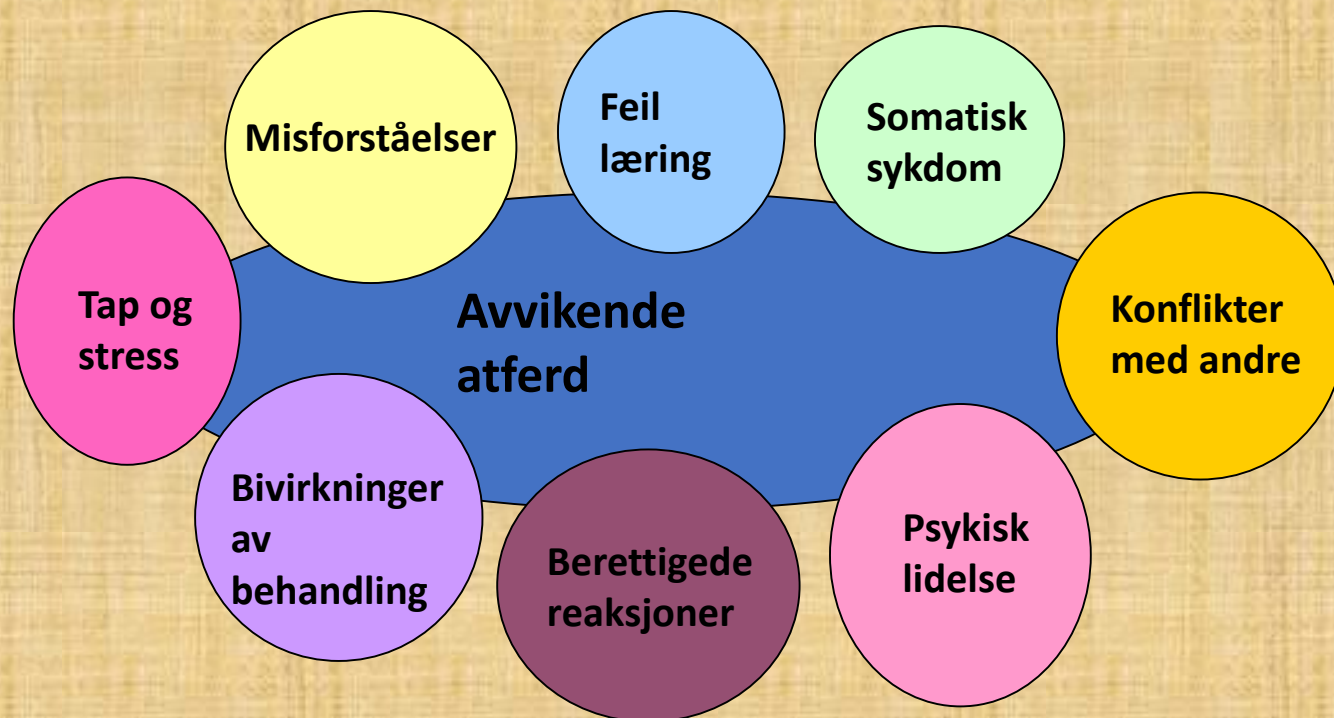 Misforståelser
Feil
læring
Somatisk
sykdom
Tap og
stress
Avvikende
atferd
Konflikter
med andre
Bivirkninger
av
behandling
Berettigede
reaksjoner
Psykisk
lidelse